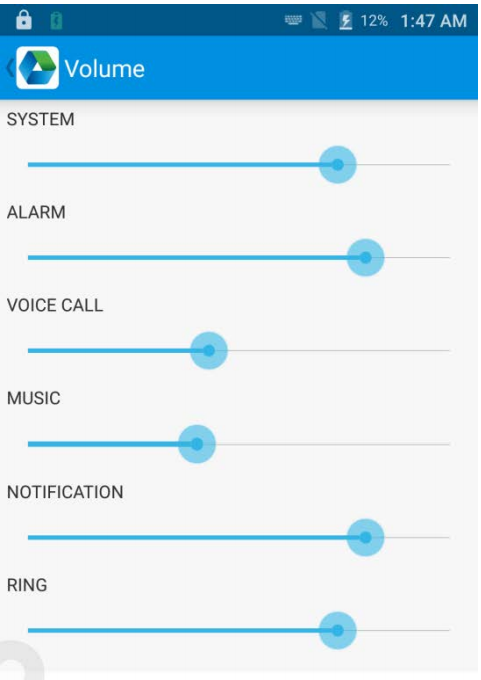 12% 1:47 AM
Volume
SYSTEM
ALARM
VOICE CALL
MUSIC
NOTIFICATION
RING